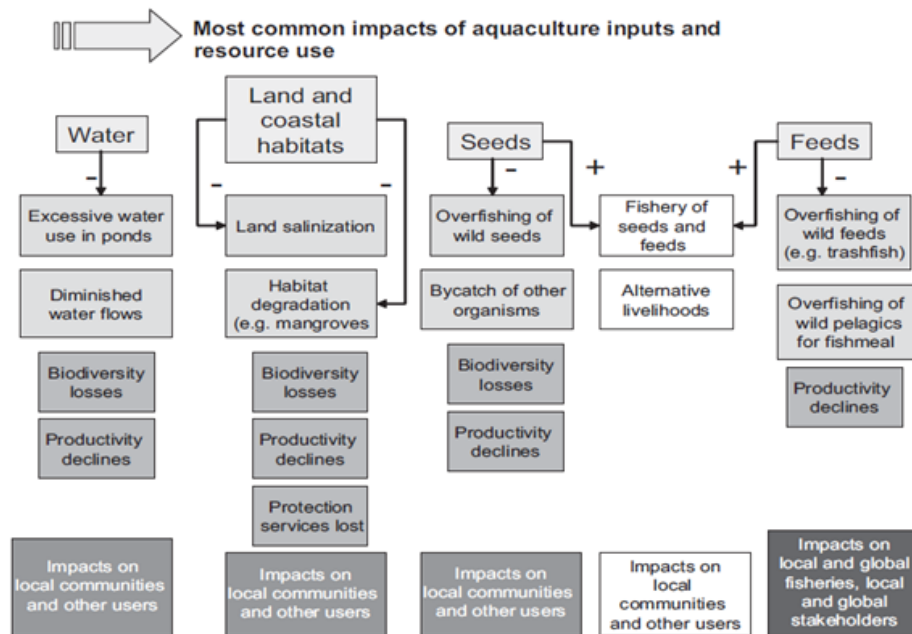 Most common impacts of aquaculture inputs and
resource use
Water
Land and
coastal
habitats
Seeds
Feeds
-
-
-
-
+
+
-
Excessive water
use in ponds
Land salinization
Overfishing of
wild seeds
Fishery of
seeds and
feeds
Overfishing of
wild feeds
(e.g. trashfish)
Diminished
water flows
Habitat
degradation
(e.g. mangroves
Bycatch of other
organisms
Alternative
livelihoods
Overfishing of
wild pelagics
for fishmeal
Biodiversity
losses
Biodiversity
losses
Biodiversity
losses
Productivity
declines
Productivity
declines
Productivity
declines
Productivity
declines
Protection
services lost
Impacts on
local communities
and other users
Impacts on
local communities
and other users
Impacts on
local communities
and other users
Impacts on
local
communities
and other users
Impacts on
local and global
fisheries, local
and global
stakeholders